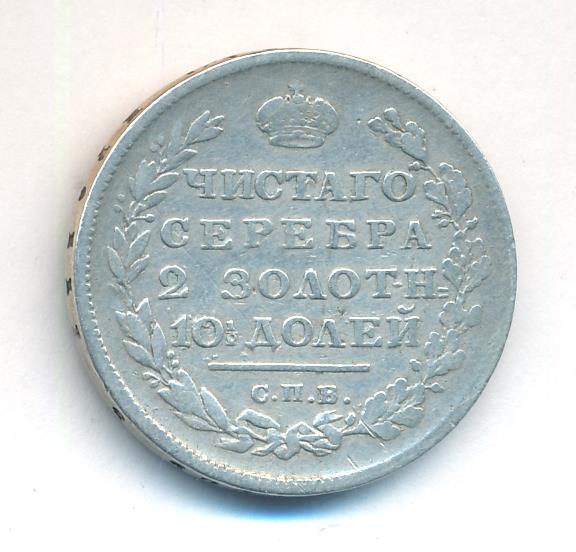 ЧИСТАГО
СЕРЕБРА
2 ЗОЛОТН.
10½ ДОЛЕЙ
С.П.Б.